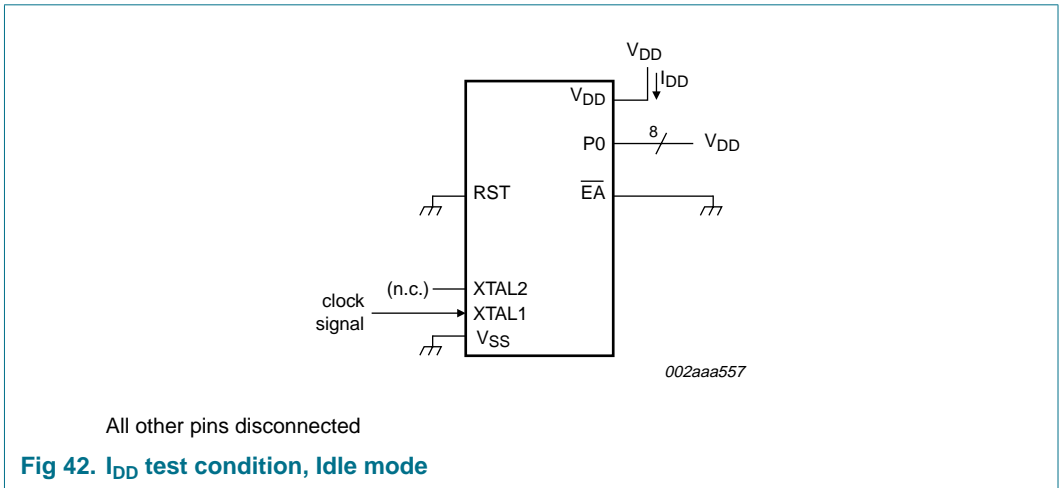 VDD
IDD
VDD
P0
8
VDD
RST
EA
(n.c.)
XTAL2
clock
signal
XTAL1
VSS
002aaa557
All other pins disconnected
Fig 42. IDD test condition, Idle mode